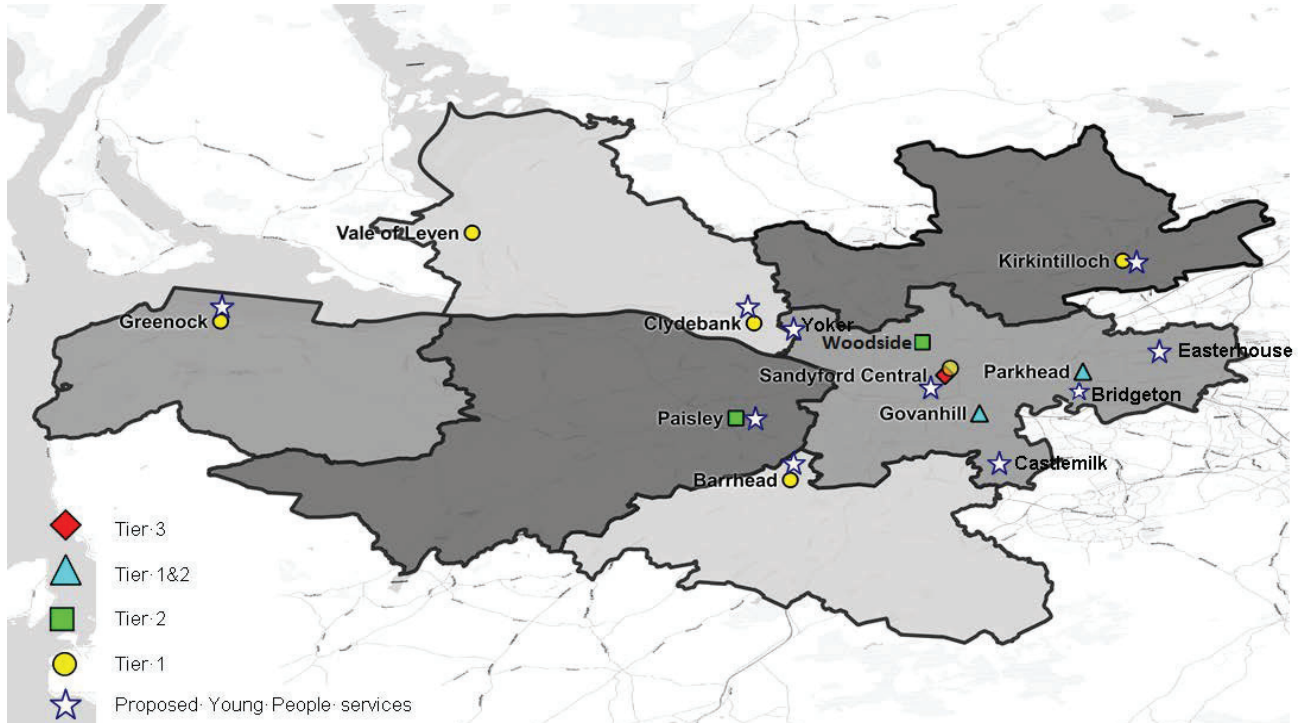 Vale of Leven
Kirkintilloch
Greenock
Clydebank
Yoker
Woodside
Easterhouse
Sandyford Central
Parkhead
Bridgeton
Govanhill
Paisley
Castlemilk
Barrhead
Tier 3
Tier 1&2
Tier 2
Tier 1
Proposed Young People services